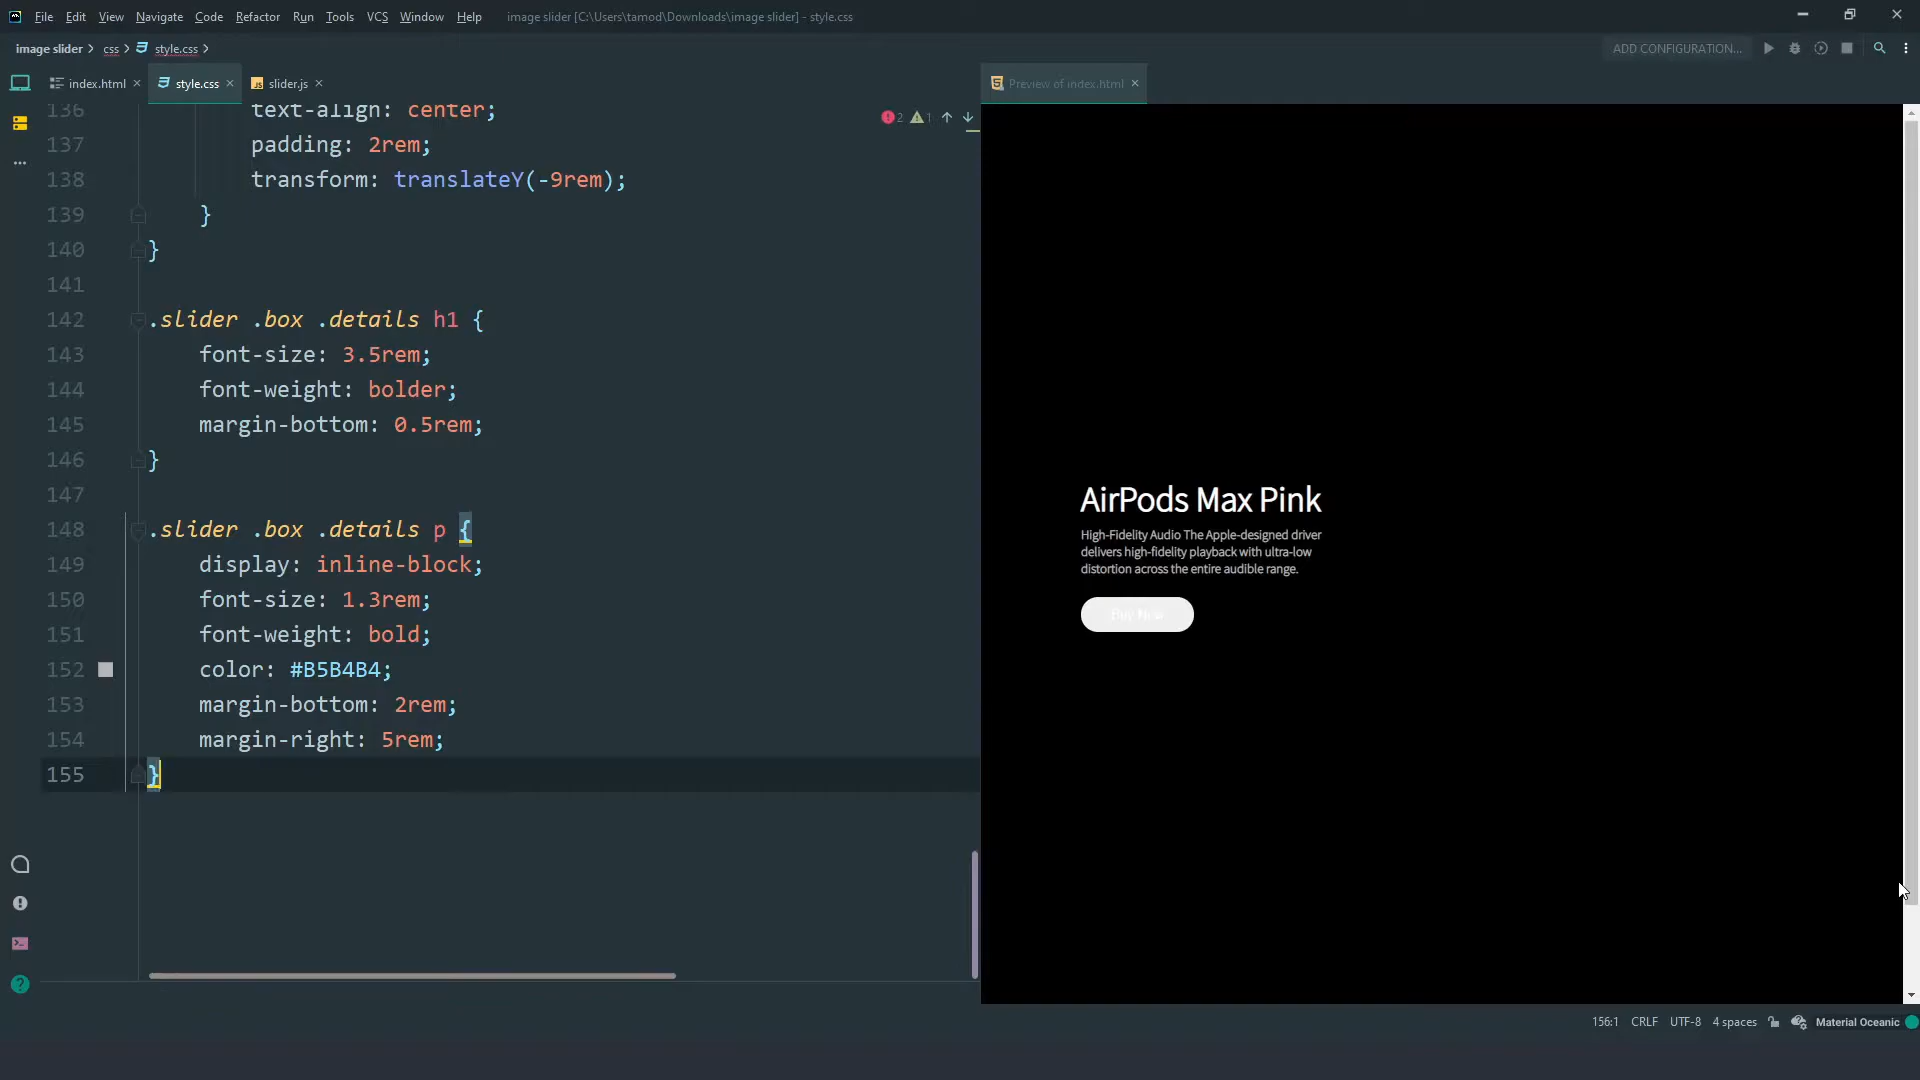 File Edit View Navigate Code Refactor Run Tools VCS Window Help image slider [C:\Users\tamod\Downloads\image slider] - style.css
image slider > css > style.css > ADD CONFIGURATION...
index.html style.css slider.js Preview of index.html
136 text-align: center; 2 1
137 padding: 2rem;
138 transform: translateY(-9rem);
139 }
140 }
141
142 .slider .box .details h1 {
143 font-size: 3.5rem;
144 font-weight: bolder;
145 margin-bottom: 0.5rem;
146 }
147
148 .slider .box .details p {
149 display: inline-block;
150 font-size: 1.3rem;
151 font-weight: bold;
152 color: #B5B4B4;
153 margin-bottom: 2rem;
154 margin-right: 5rem;
155 }
AirPods Max Pink
High-Fidelity Audio The Apple-designed driver
delivers high-fidelity playback with ultra-low
distortion across the entire audible range.
Buy Now
156:1 CRLF UTF-8 4 spaces Material Oceanic